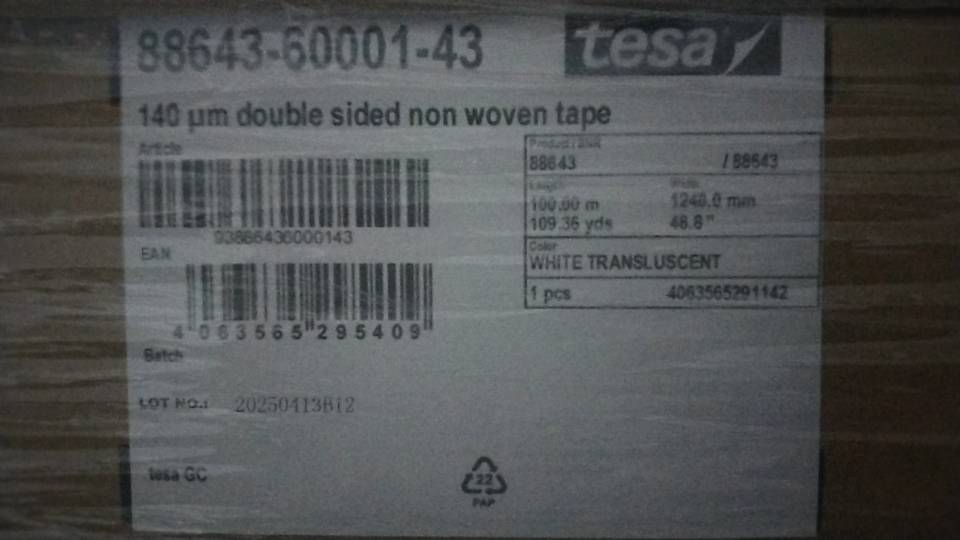 88643-60001-43
tesa
140 µm double sided non woven tape
Article
93886436000143
EAN
4 063565 295409
Batch
LOT NO.: 20250413B12
tesa GC
Product / BNR
88643 / 88643
Length Width
100.00 m 1240.0 mm
109.36 yds 48.8"
Color
WHITE TRANSLUSCENT
1 pcs 4063565291142
22
PAP